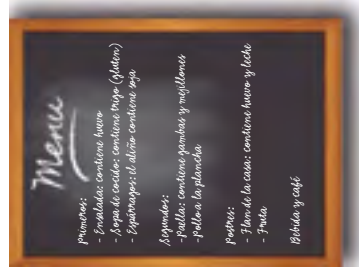 Menu
Primeros:
- Ensalada: contiene huevo
- Sopa de cocido: contiene trigo (gluten)
- Espárragos: el aliño contiene soja
Segundos:
-Paella: contiene gambas y mejillones
-Pollo a la plancha
Postres:
- Flan de la casa: contiene huevo y leche
- Fruta
Bebida y café